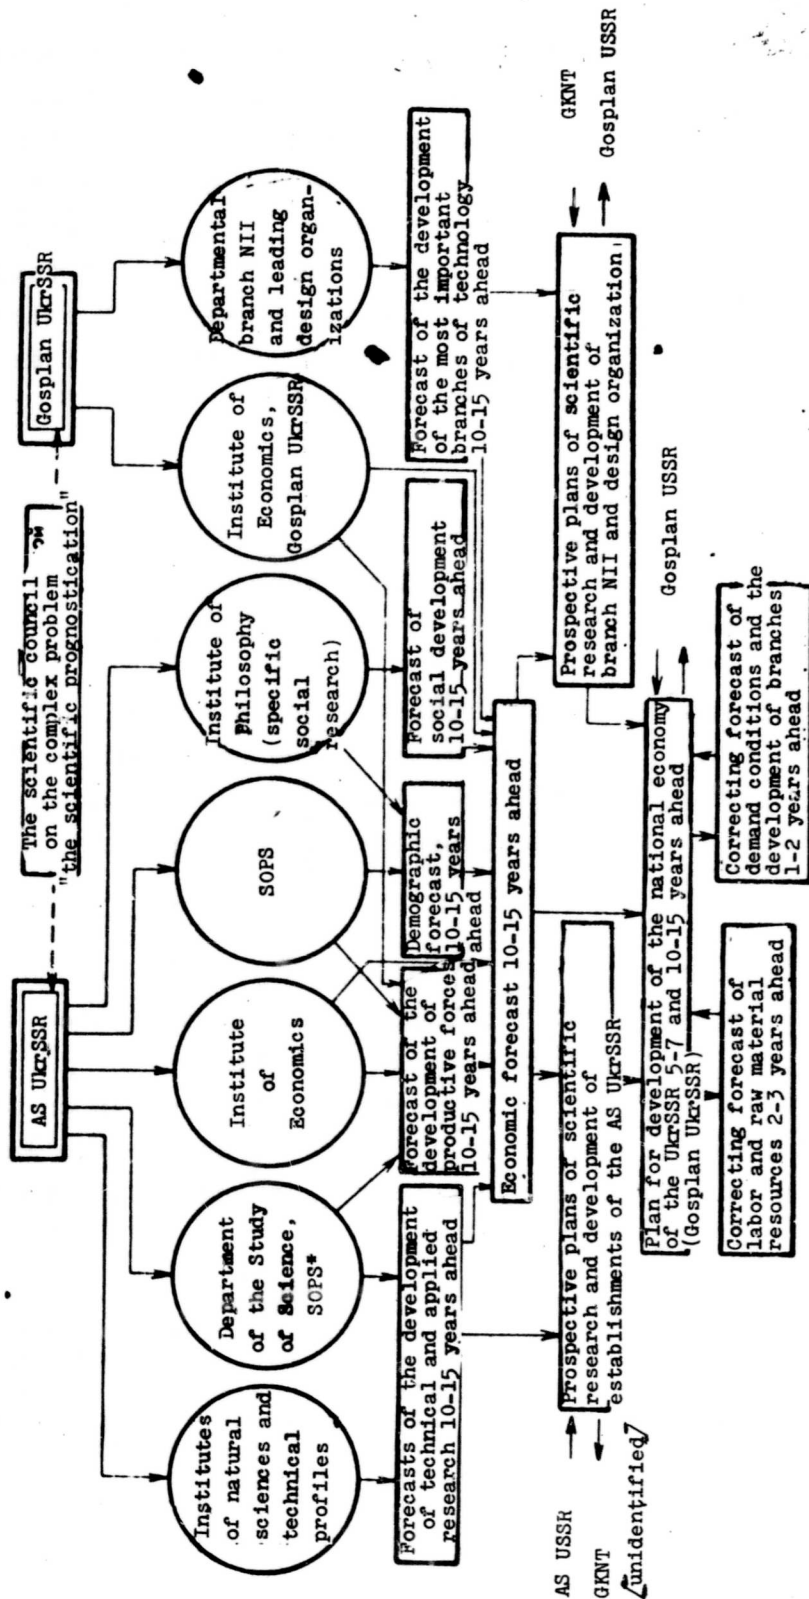 The scientific council
on the complex problem
"the scientific prognostication"
AS UkrSSR
Gosplan UkrSSR
Institutes
of natural
sciences and
technical
profiles
Department
of the Study
of Science,
SOPS*
Institute
of
Economics
SOPS
Institute of
philosophy
(specific
social
research)
Institute of
Economics,
Gosplan UkrSSR
Departmental
branch NII
and leading
design organ-
izations
Forecasts of the development
of technical and applied
research 10-15 years ahead
Forecast of the
development of
productive forces
10-15 years ahead
Demographic
forecast,
10-15 years
ahead
Forecast of
social development
10-15 years ahead
Forecast of the development
of the most important
branches of technology
10-15 years ahead
Economic forecast 10-15 years ahead
AS USSR
GKNT
/unidentified/
Prospective plans of scientific
research and development of
establishments of the AS UkrSSR
Prospective plans of scientific
research and development of
branch NII and design organization
GKNT
Gosplan USSR
Plan for development of the national economy
of the UkrSSR 5-7 and 10-15 years ahead
(Gosplan UkrSSR)
Gosplan USSR
Correcting forecast of
labor and raw material
resources 2-3 years ahead
Correcting forecast of
demand conditions and the
development of branches
1-2 years ahead